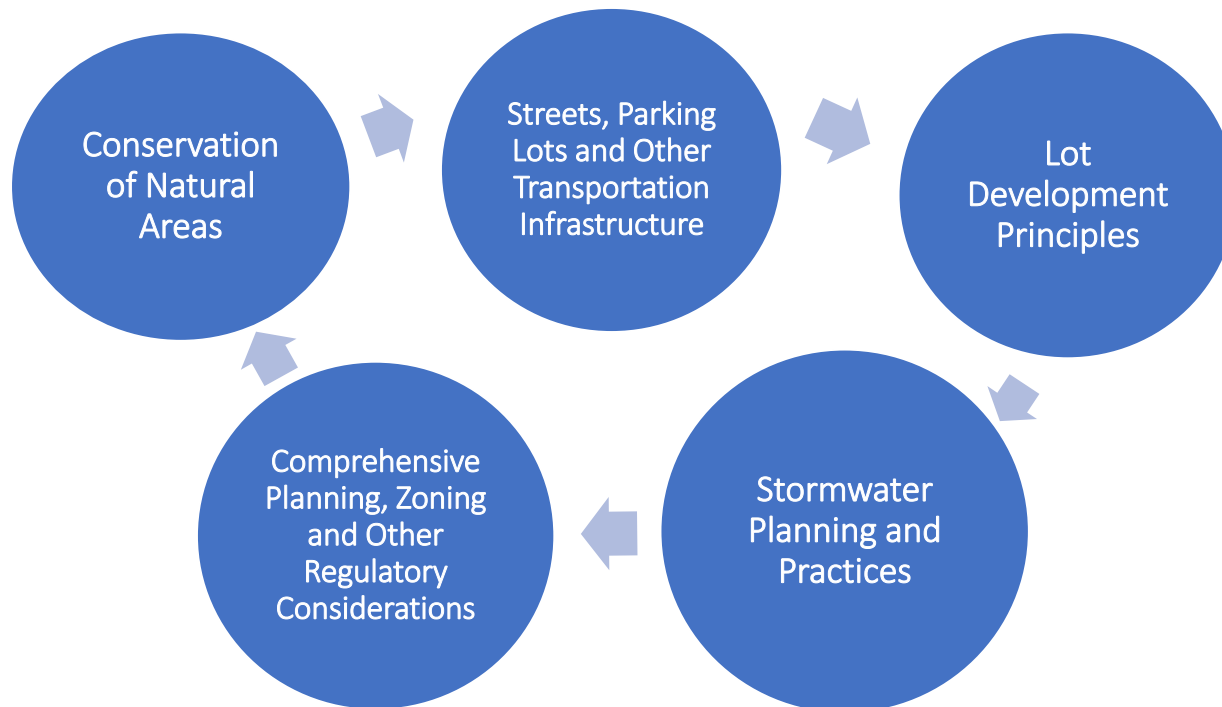 Conservation
of Natural
Areas
Streets, Parking
Lots and Other
Transportation
Infrastructure
Lot
Development
Principles
Stormwater
Planning and
Practices
Comprehensive
Planning, Zoning
and Other
Regulatory
Considerations